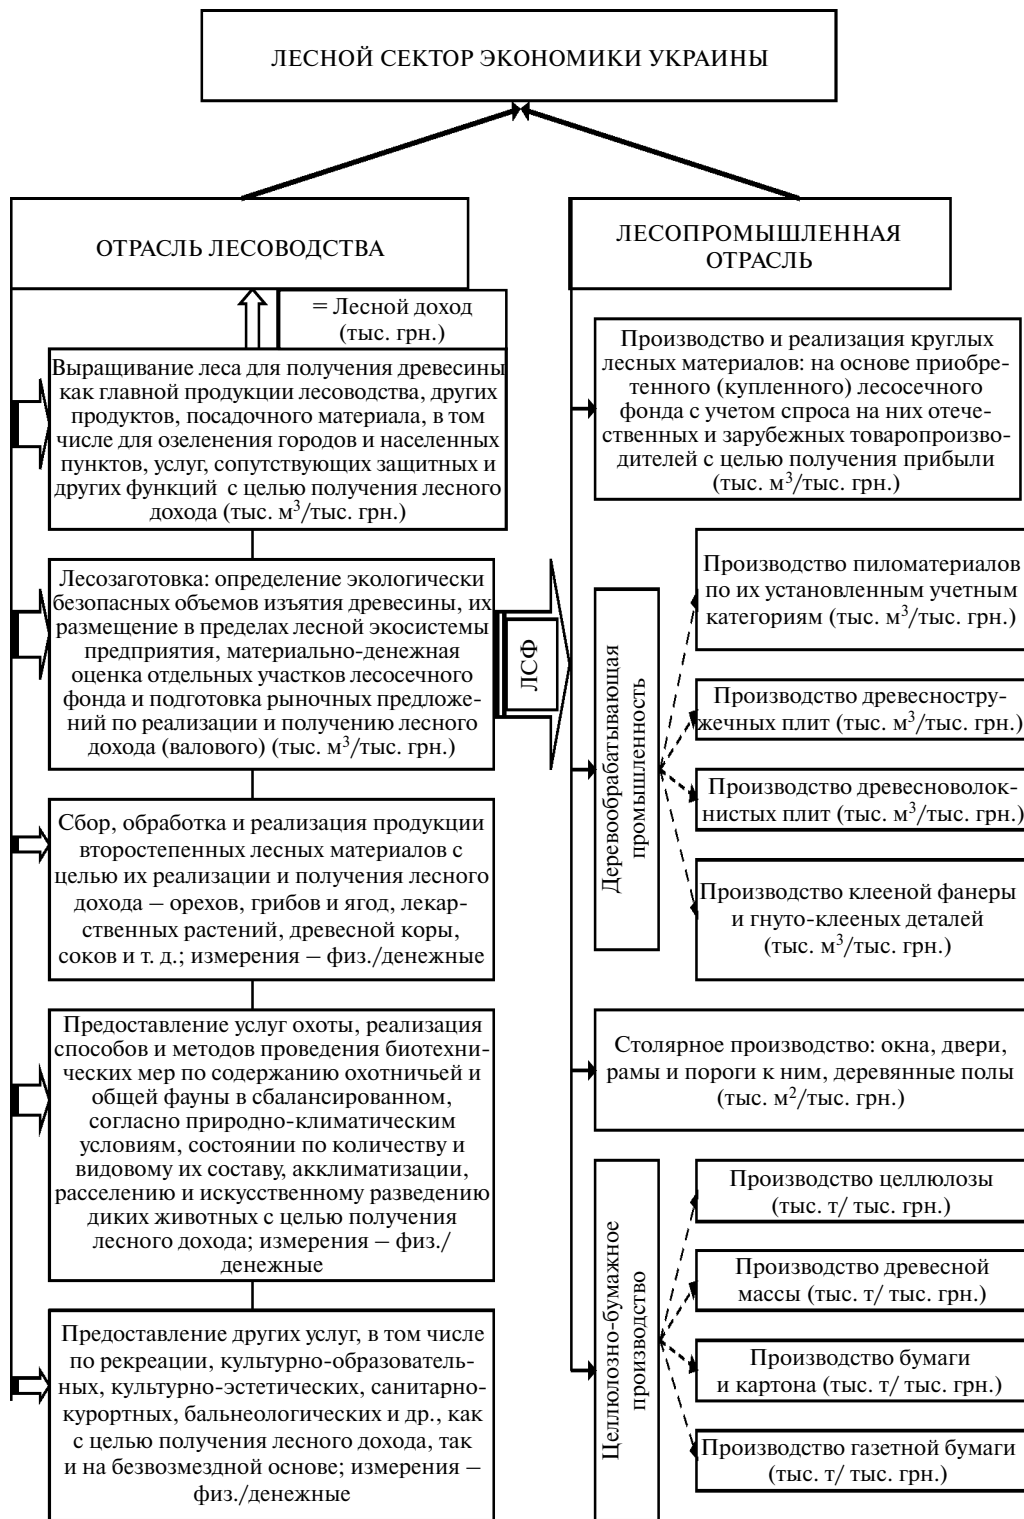 ЛЕСНОЙ СЕКТОР ЭКОНОМИКИ УКРАИНЫ
ОТРАСЛЬ ЛЕСОВОДСТВА
= Лесной доход
(тыс. грн.)
Выращивание леса для получения древесины
как главной продукции лесоводства, других
продуктов, посадочного материала, в том
числе для озеленения городов и населенных
пунктов, услуг, сопутствующих защитных и
других функций с целью получения лесного
дохода (тыс. м³/тыс. грн.)
Лесозаготовка: определение экологически
безопасных объемов изъятия древесины, их
размещение в пределах лесной экосистемы
предприятия, материально-денежная
оценка отдельных участков лесосечного
фонда и подготовка рыночных предложе-
ний по реализации и получению лесного
дохода (валового) (тыс. м³/тыс. грн.)
ЛСФ
Сбор, обработка и реализация продукции
второстепенных лесных материалов с
целью их реализации и получения лесного
дохода – орехов, грибов и ягод, лекар-
ственных растений, древесной коры,
соков и т. д.; измерения – физ./денежные
Предоставление услуг охоты, реализация
способов и методов проведения биотехни-
ческих мер по содержанию охотничьей и
общей фауны в сбалансированном,
согласно природно-климатическим
условиям, состоянии по количеству и
видовому их составу, акклиматизации,
расселению и искусственному разведению
диких животных с целью получения
лесного дохода; измерения – физ./
денежные
Предоставление других услуг, в том числе
по рекреации, культурно-образователь-
ных, культурно-эстетических, санитарно-
курортных, бальнеологических и др., как
с целью получения лесного дохода, так
и на безвозмездной основе; измерения –
физ./денежные
ЛЕСОПРОМЫШЛЕННАЯ
ОТРАСЛЬ
Производство и реализация круглых
лесных материалов: на основе приобре-
тенного (купленного) лесосечного
фонда с учетом спроса на них отече-
ственных и зарубежных товаропроизво-
дителей с целью получения прибыли
(тыс. м³/тыс. грн.)
Деревообрабатывающая
промышленность
Производство пиломатериалов
по их установленным учетным
категориям (тыс. м³/тыс. грн.)
Производство древесностру-
жечных плит (тыс. м³/тыс. грн.)
Производство древесноволок-
нистых плит (тыс. м³/тыс. грн.)
Производство клееной фанеры
и гнуто-клееных деталей
(тыс. м³/тыс. грн.)
Столярное производство: окна, двери,
рамы и пороги к ним, деревянные полы
(тыс. м²/тыс. грн.)
Целлюлозно-бумажное
производство
Производство целлюлозы
(тыс. т/ тыс. грн.)
Производство древесной
массы (тыс. т/ тыс. грн.)
Производство бумаги
и картона (тыс. т/ тыс. грн.)
Производство газетной бумаги
(тыс. т/ тыс. грн.)